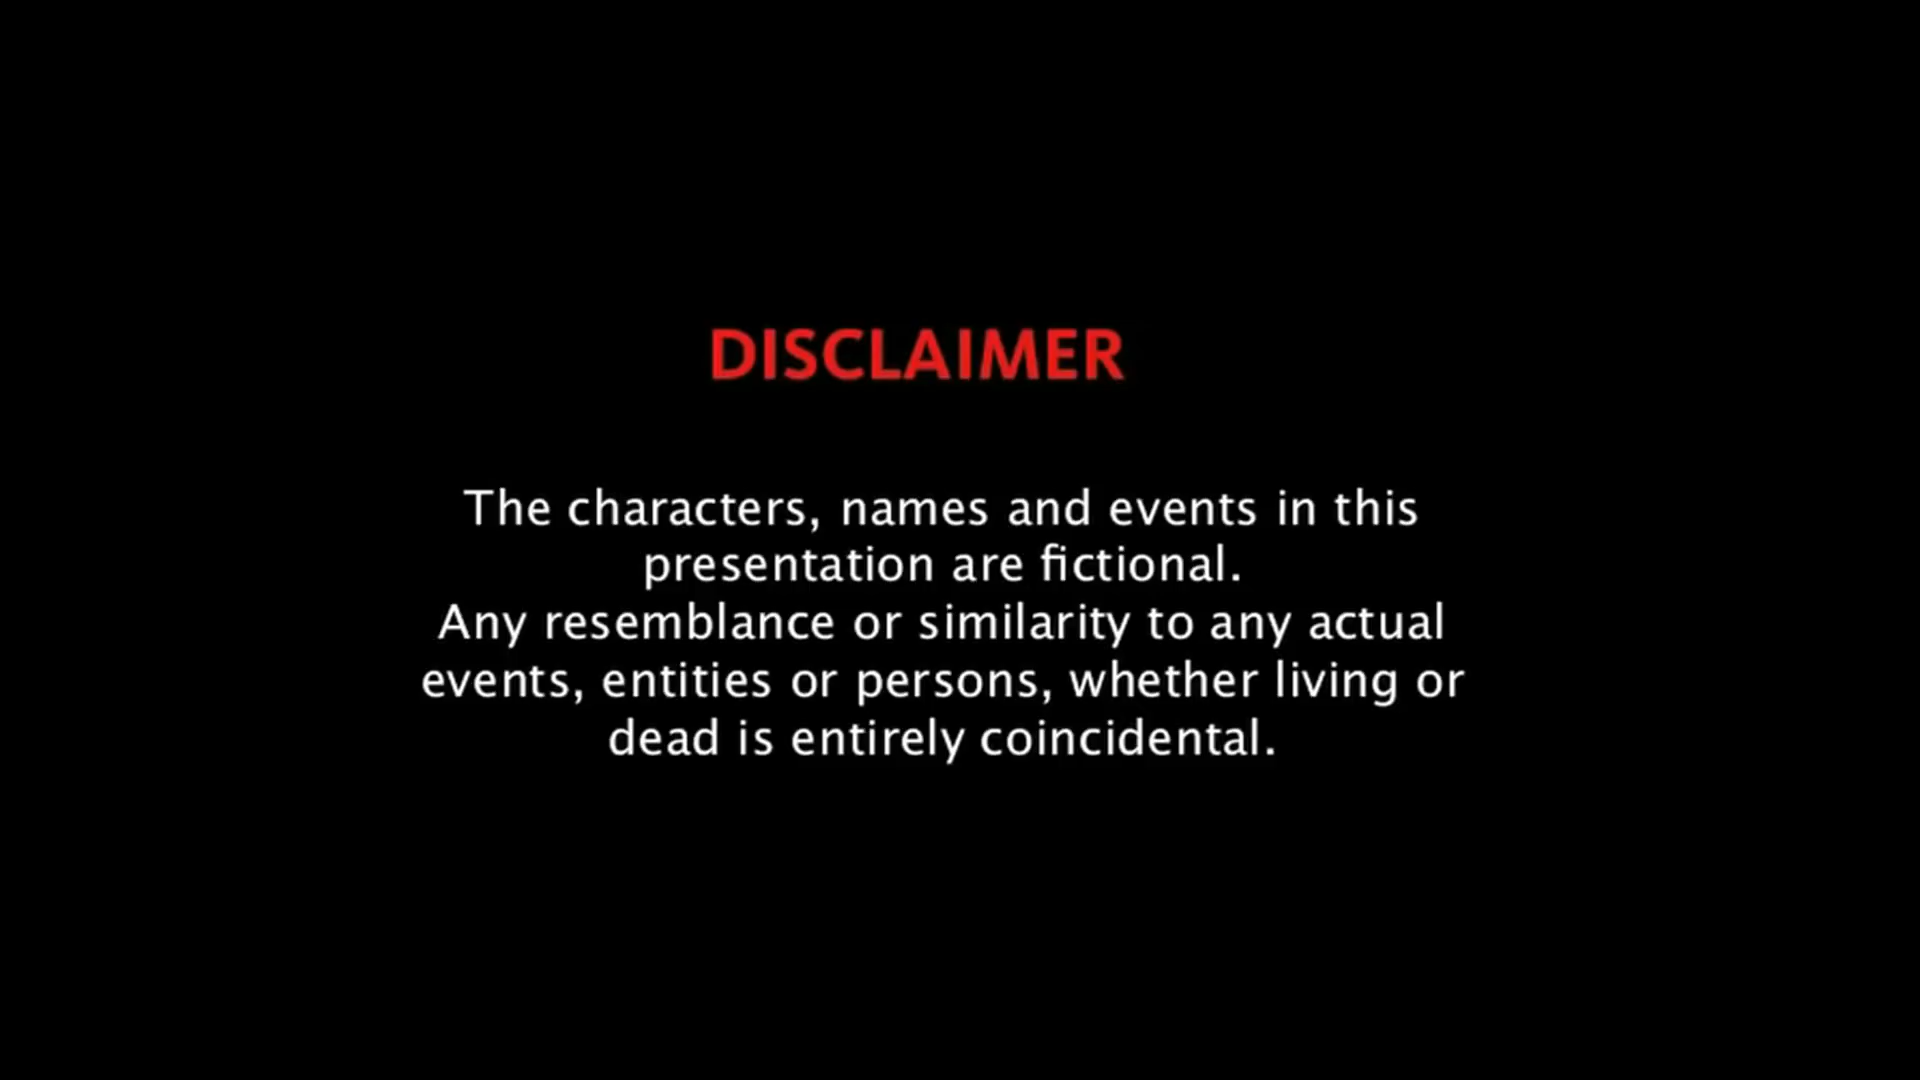 DISCLAIMER
The characters, names and events in this
presentation are fictional.
Any resemblance or similarity to any actual
events, entities or persons, whether living or
dead is entirely coincidental.